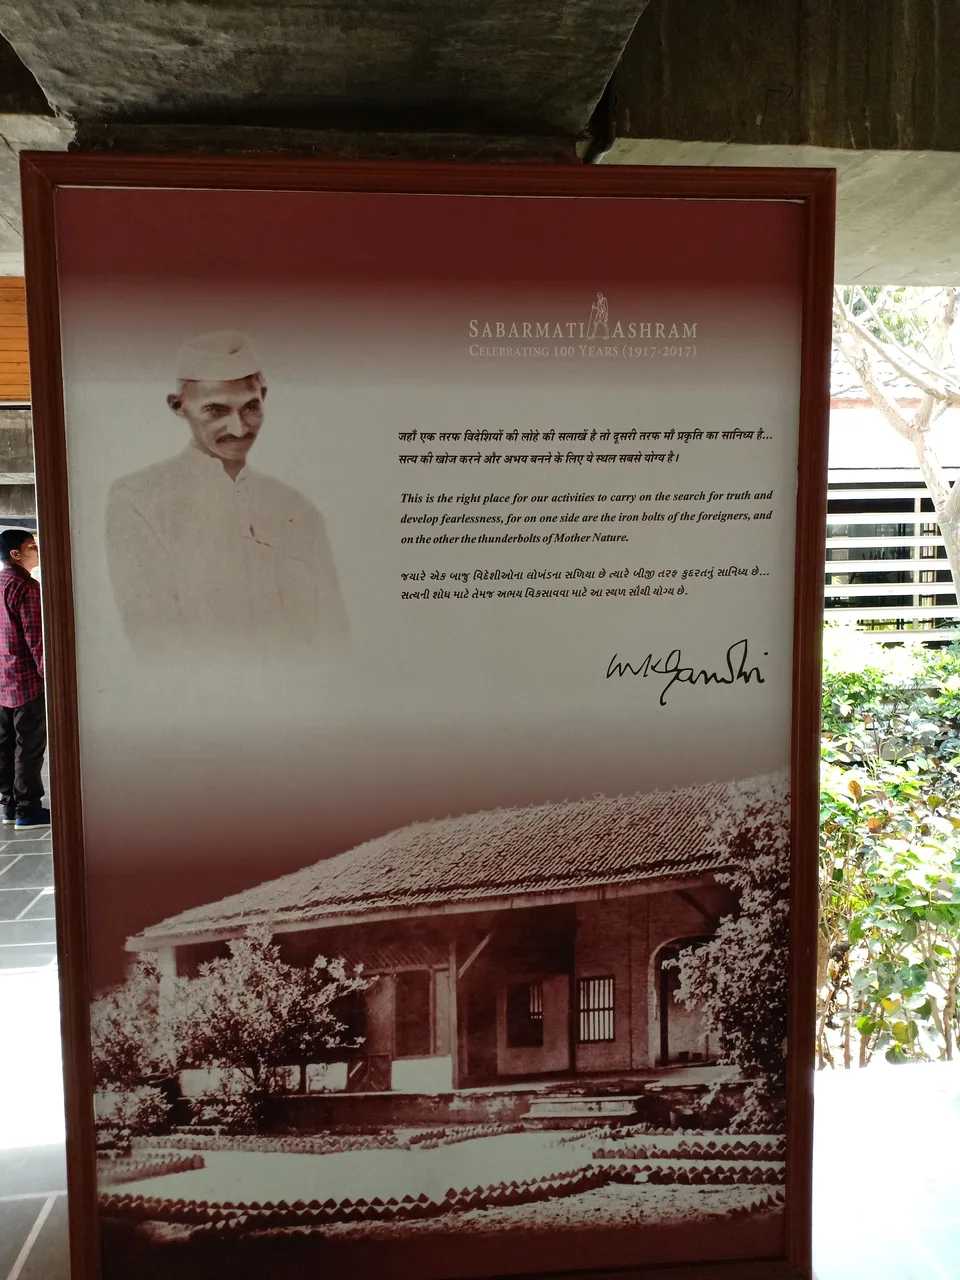 SABARMATI ASHRAM
CELEBRATING 100 YEARS (1917-2017)
जहाँ एक तरफ विदेशियों की लोहे की सलाखें है तो दूसरी तरफ माँ प्रकृति का सानिध्य है...
सत्य की खोज करने और अभय बनने के लिए ये स्थल सबसे योग्य है।
This is the right place for our activities to carry on the search for truth and
develop fearlessness, for on one side are the iron bolts of the foreigners, and
on the other the thunderbolts of Mother Nature.
જ્યારે એક બાજુ વિદેશીઓના લોખંડના સળિયા છે ત્યારે બીજી તરફ કુદરતનું સાનિધ્ય છે...
સત્યની શોધ માટે તેમજ અભય વિકસાવવા માટે આ સ્થળ સૌથી યોગ્ય છે.
MKGandhi